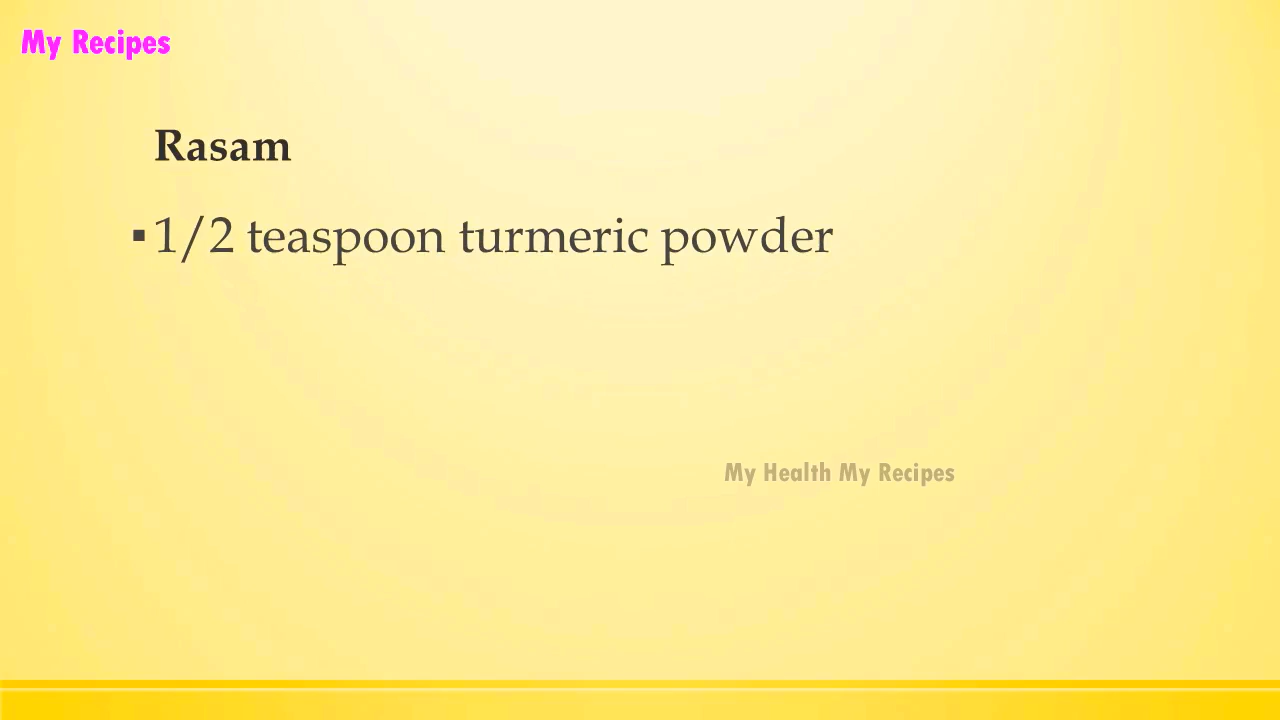 My Recipes
Rasam
▪1/2 teaspoon turmeric powder
My Health My Recipes